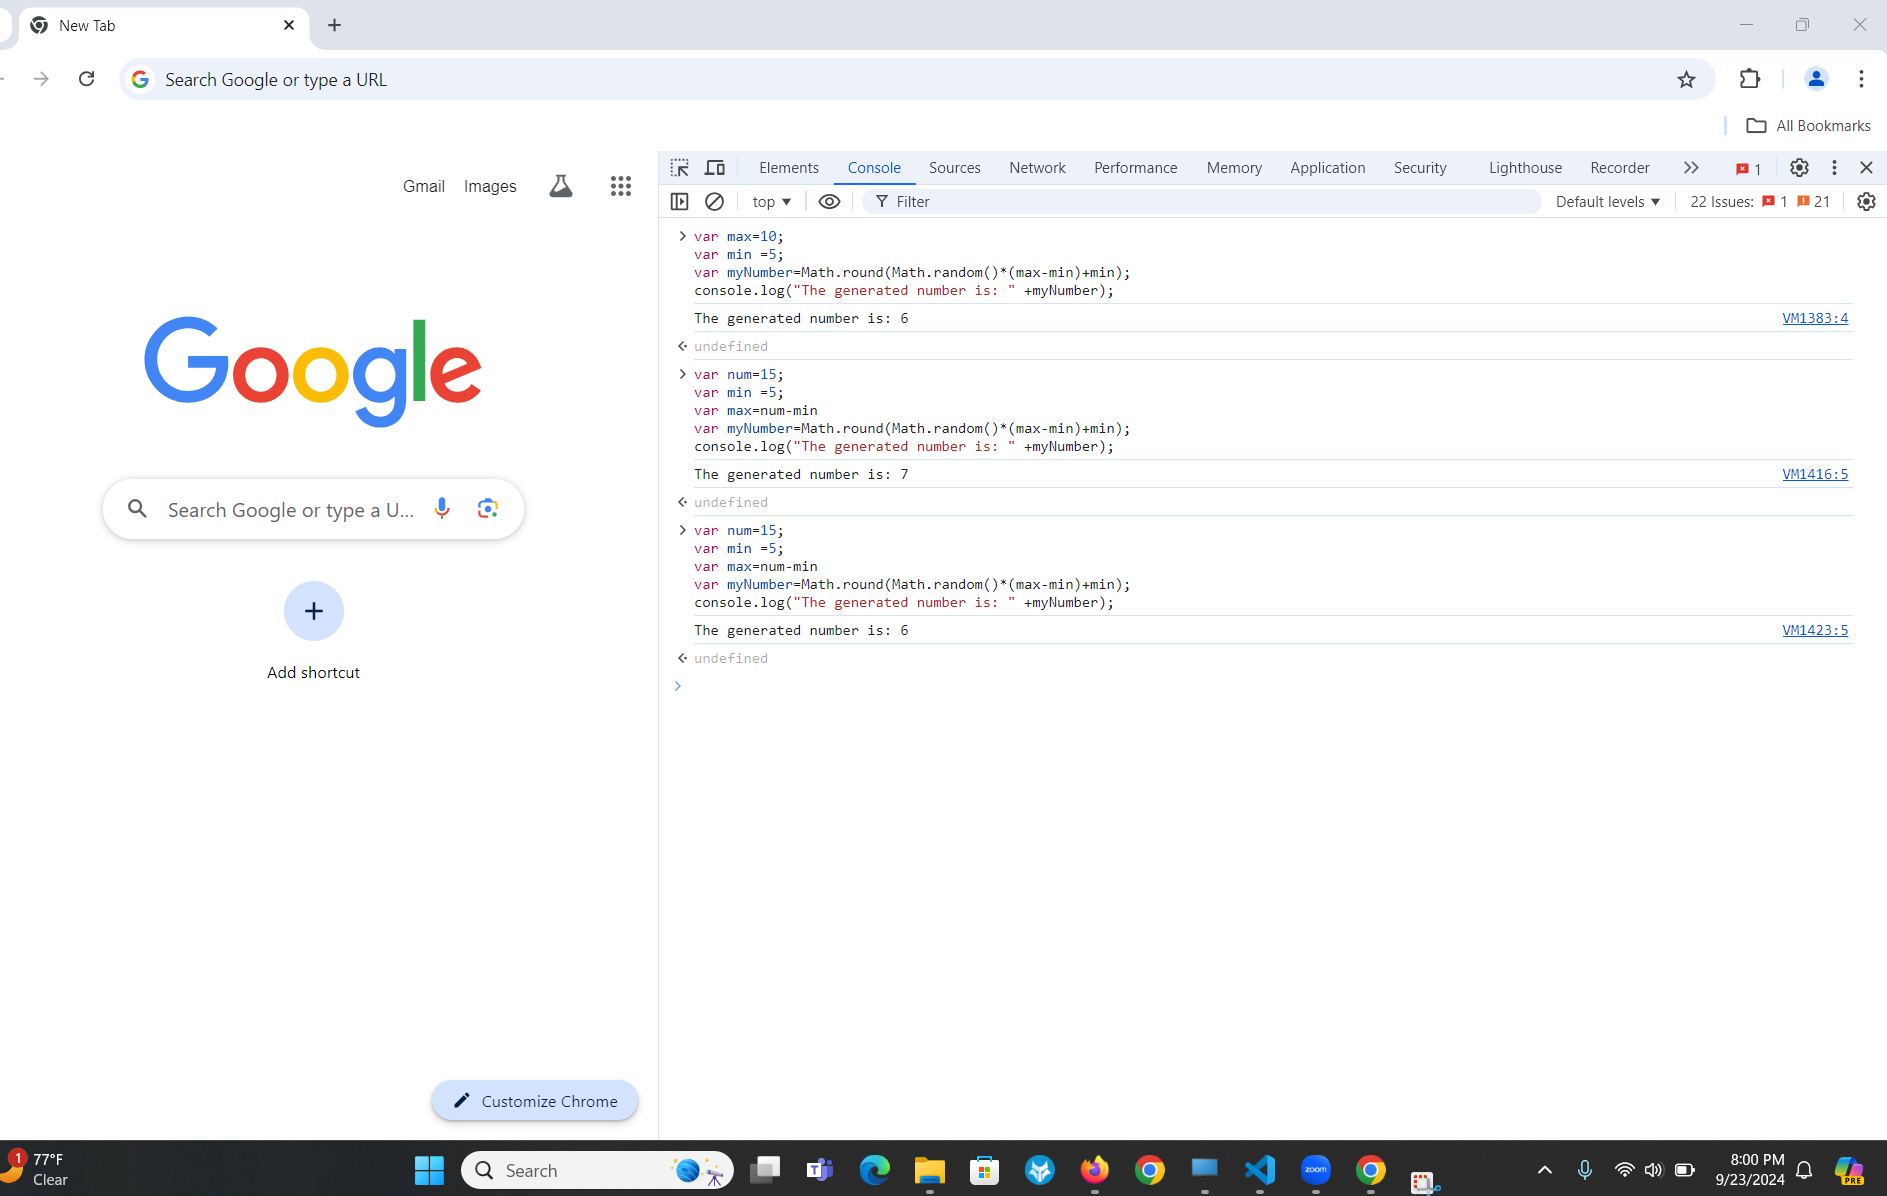 New Tab
Search Google or type a URL
All Bookmarks
Gmail Images
Elements Console Sources Network Performance Memory Application Security Lighthouse Recorder 1
top Filter Default levels 22 Issues: 1 21
var max=10;
var min =5;
var myNumber=Math.round(Math.random()*(max-min)+min);
console.log("The generated number is: " +myNumber);
The generated number is: 6 VM1383:4
undefined
var num=15;
var min =5;
var max=num-min
var myNumber=Math.round(Math.random()*(max-min)+min);
console.log("The generated number is: " +myNumber);
The generated number is: 7 VM1416:5
undefined
var num=15;
var min =5;
var max=num-min
var myNumber=Math.round(Math.random()*(max-min)+min);
console.log("The generated number is: " +myNumber);
The generated number is: 6 VM1423:5
undefined
Google
Search Google or type a U...
Add shortcut
Customize Chrome
1 77°F
Clear
Search
T
zoom
8:00 PM
9/23/2024
PRE